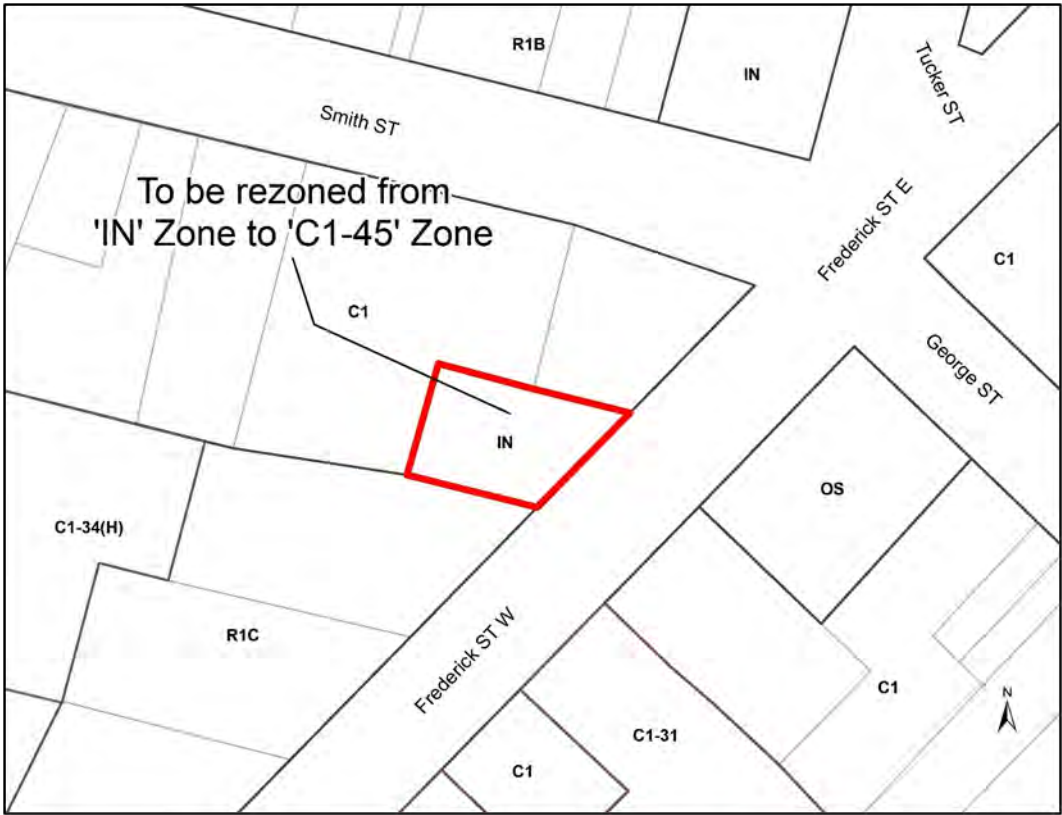 R1B
IN
Tucker ST
Smith ST
To be rezoned from
'IN' Zone to 'C1-45' Zone
Frederick ST E
C1
C1
George ST
IN
OS
C1-34(H)
R1C
Frederick ST W
C1
N
C1-31
C1